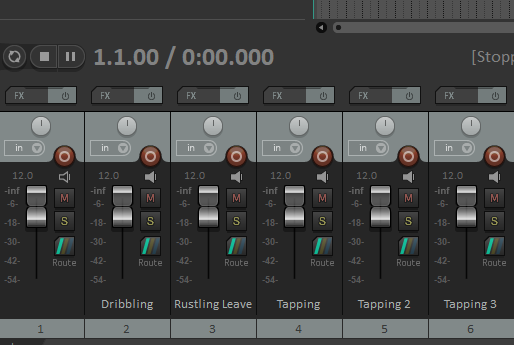 1.1.00 / 0:00.000 [Stopp
FX FX FX FX FX FX
in in in in in in
12.0 12.0 12.0 12.0 12.0 12.0
-inf -inf -inf -inf -inf -inf
M M M M M M
-6- -6- -6- -6- -6- -6-
-18- -18- -18- -18- -18- -18-
S S S S S S
-30- -30- -30- -30- -30- -30-
-42- Route -42- Route -42- Route -42- Route -42- Route -42- Route
-54- -54- -54- -54- -54- -54-
Dribbling Rustling Leave Tapping Tapping 2 Tapping 3
1 2 3 4 5 6